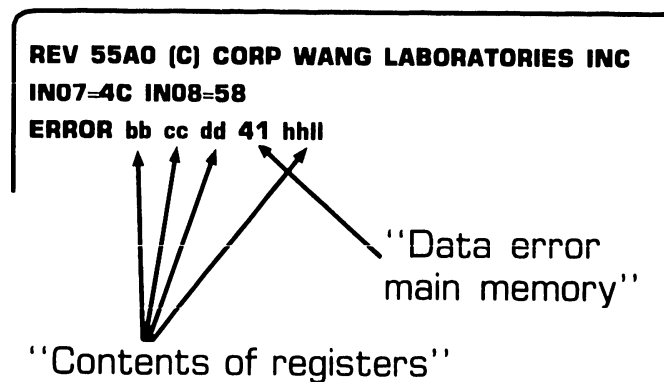 REV 55A0 (C) CORP WANG LABORATORIES INC
IN07=4C IN08=58
ERROR bb cc dd 41 hhll
"Data error
main memory"
"Contents of registers"